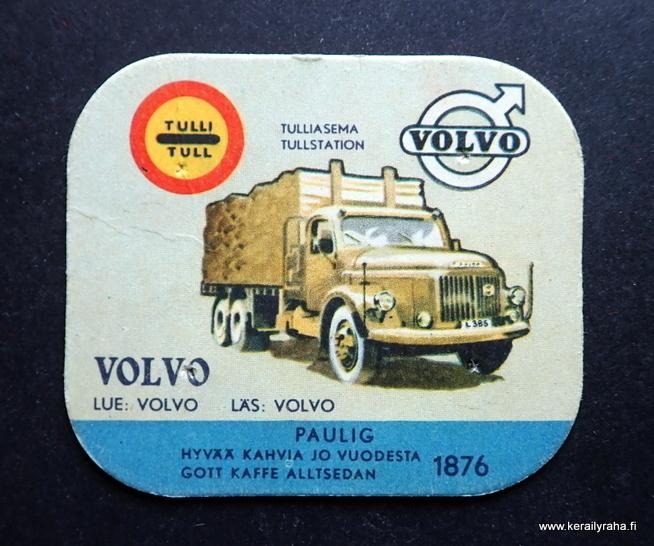 TULLI
TULL
TULLIASEMA
TULLSTATION
VOLVO
L 385
VOLVO
LUE: VOLVO LÄS: VOLVO
PAULIG
HYVÄÄ KAHVIA JO VUODESTA
GOTT KAFFE ALLTSEDAN
1876
www.kerailyraha.fi